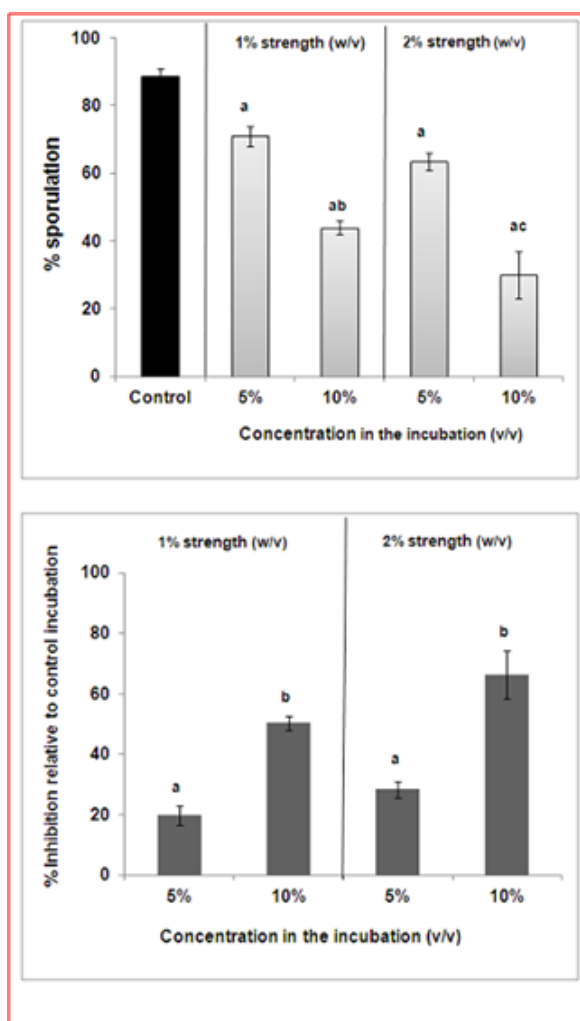 1% strength (w/v) 2% strength (w/v)
100
80
60
40
20
0
% sporulation
a
ab
a
ac
Control 5% 10% 5% 10%
Concentration in the incubation (v/v)
1% strength (w/v) 2% strength (w/v)
100
80
60
40
20
0
% Inhibition relative to control incubation
a
b
a
b
5% 10% 5% 10%
Concentration in the incubation (v/v)